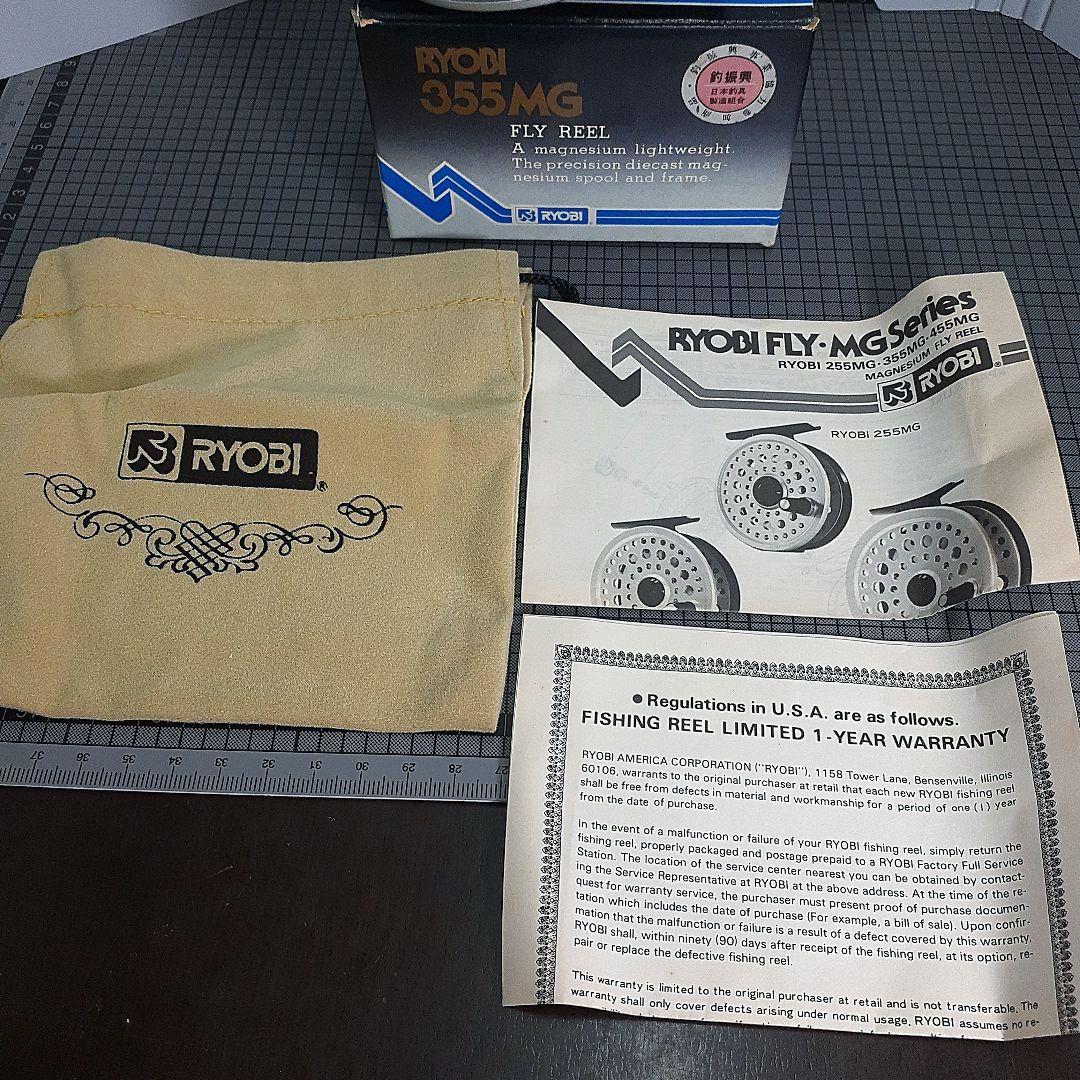 RYOBI
355MG
FLY REEL
A magnesium lightweight.
The precision diecast mag-
nesium spool and frame.
RYOBI
釣振興
日本釣具
製造組合
RYOBI
®
RYOBI FLY·MG Series
RYOBI 255MG·355MG·455MG
MAGNESIUM FLY REEL
RYOBI®
RYOBI 255MG
● Regulations in U.S.A. are as follows.
FISHING REEL LIMITED 1-YEAR WARRANTY
RYOBI AMERICA CORPORATION ("RYOBI"), 1158 Tower Lane, Bensenville, Illinois
60106, warrants to the original purchaser at retail that each new RYOBI fishing reel
shall be free from defects in material and workmanship for a period of one (1) year
from the date of purchase.
In the event of a malfunction or failure of your RYOBI fishing reel, simply return the
fishing reel, properly packaged and postage prepaid to a RYOBI Factory Full Service
Station. The location of the service center nearest you can be obtained by contact-
ing the Service Representative at RYOBI at the above address. At the time of the re-
quest for warranty service, the purchaser must present proof of purchase documen-
tation which includes the date of purchase (For example, a bill of sale). Upon confir-
mation that the malfunction or failure is a result of a defect covered by this warranty,
RYOBI shall, within ninety (90) days after receipt of the fishing reel, at its option, re-
pair or replace the defective fishing reel.
This warranty is limited to the original purchaser at retail and is not transferable. The
warranty shall only cover defects arising under normal usage. RYOBI assumes no re-
37 36 35 34 33 32 31 30 29 28 27